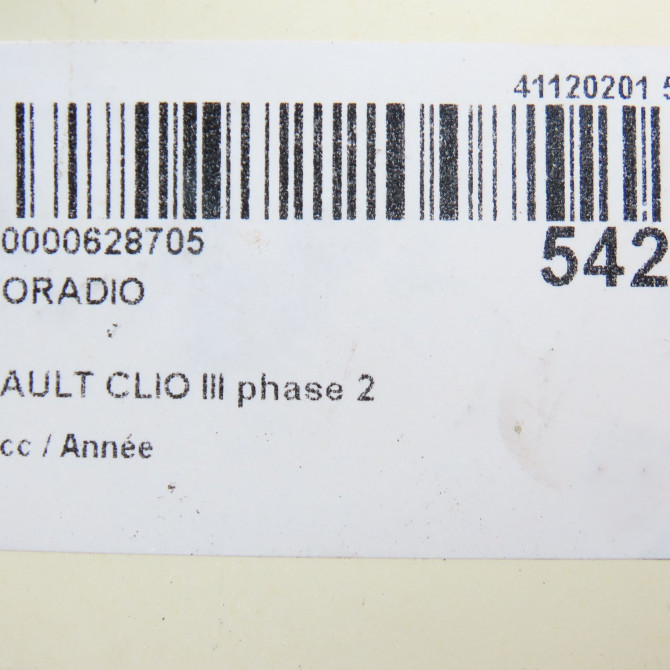 41120201 5
0000628705
542
ORADIO
AULT CLIO III phase 2
cc / Année